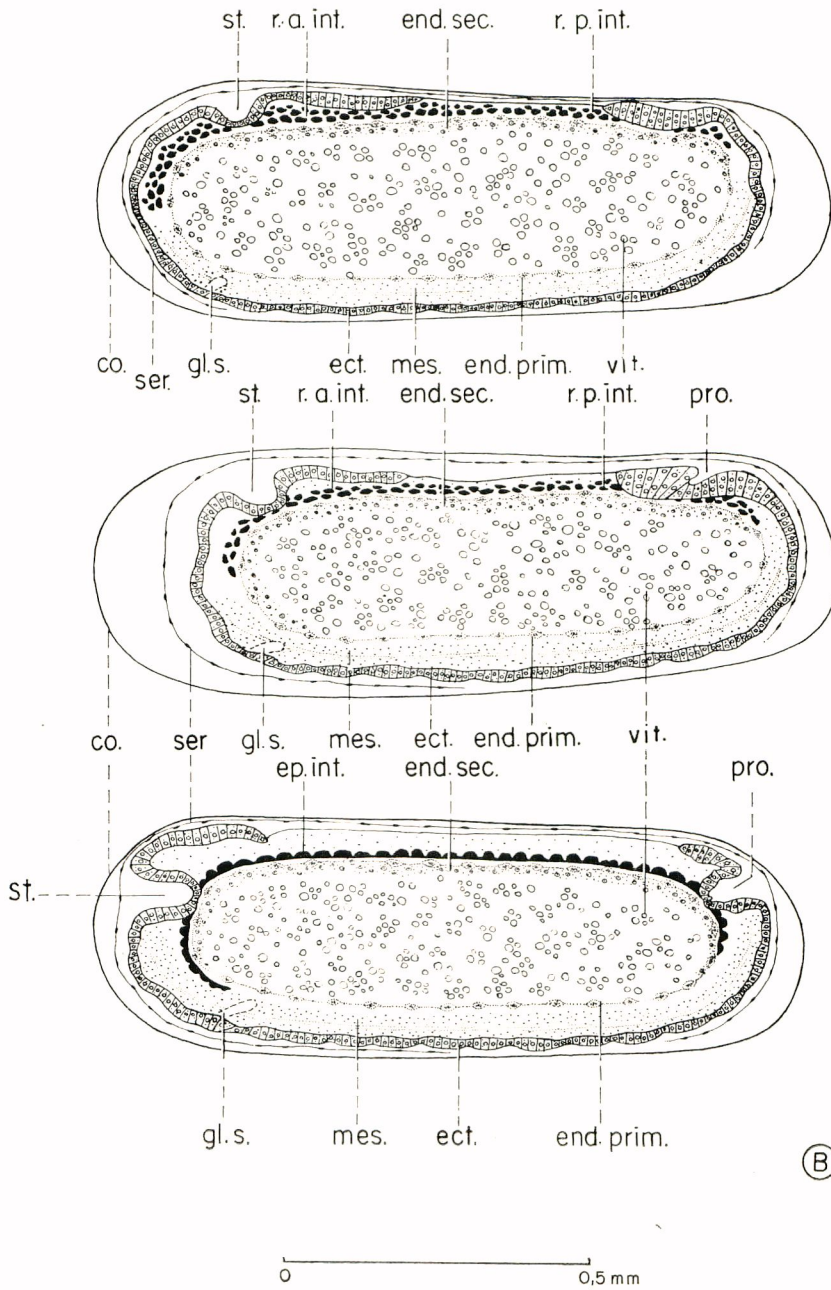 st. r. a. int. end. sec. r. p. int.
co. ser. gl.s. ect. mes. end. prim. vit.
st. r. a. int. end. sec. r. p. int. pro.
co. ser gl. s. mes. ect. end. prim. vit.
ep. int. end. sec. pro.
st.
gl. s. mes. ect. end. prim.
B
0 0,5 mm